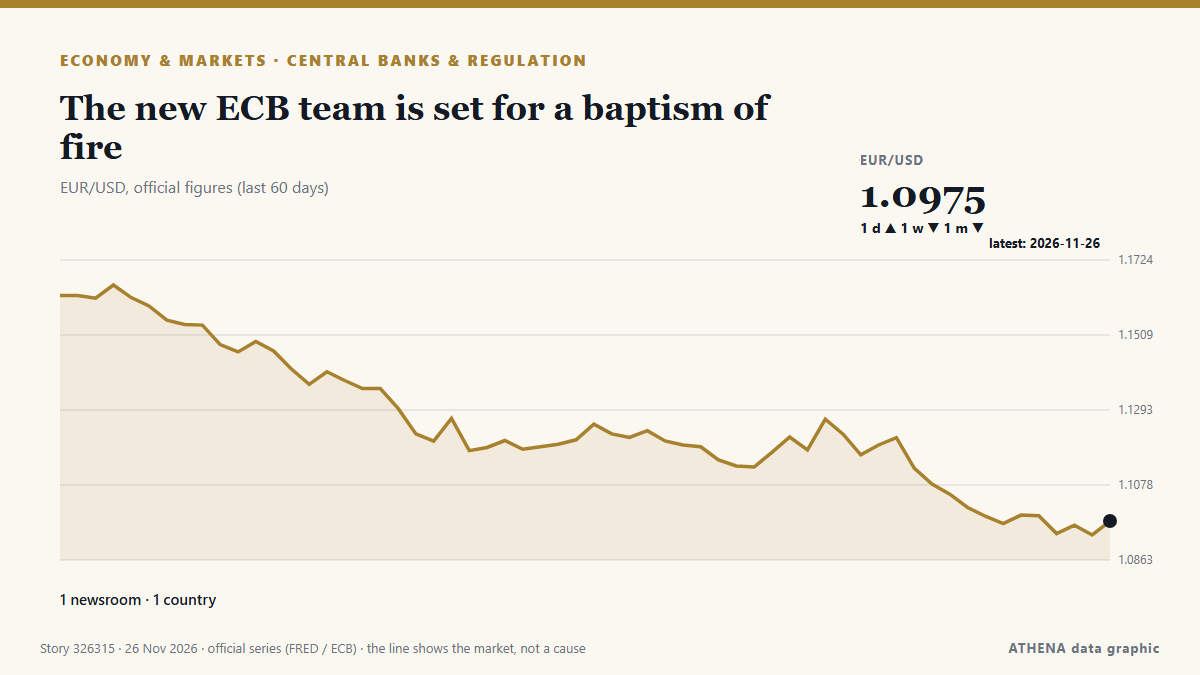 ECONOMY & MARKETS · CENTRAL BANKS & REGULATION
The new ECB team is set for a baptism of
fire
EUR/USD, official figures (last 60 days)
EUR/USD
1.0975
1 d ▲ 1 w ▼ 1 m ▼
latest: 2026-11-26
1.1724
1.1509
1.1293
1.1078
1.0863
1 newsroom · 1 country
Story 326315 · 26 Nov 2026 · official series (FRED / ECB) · the line shows the market, not a cause
ATHENA data graphic